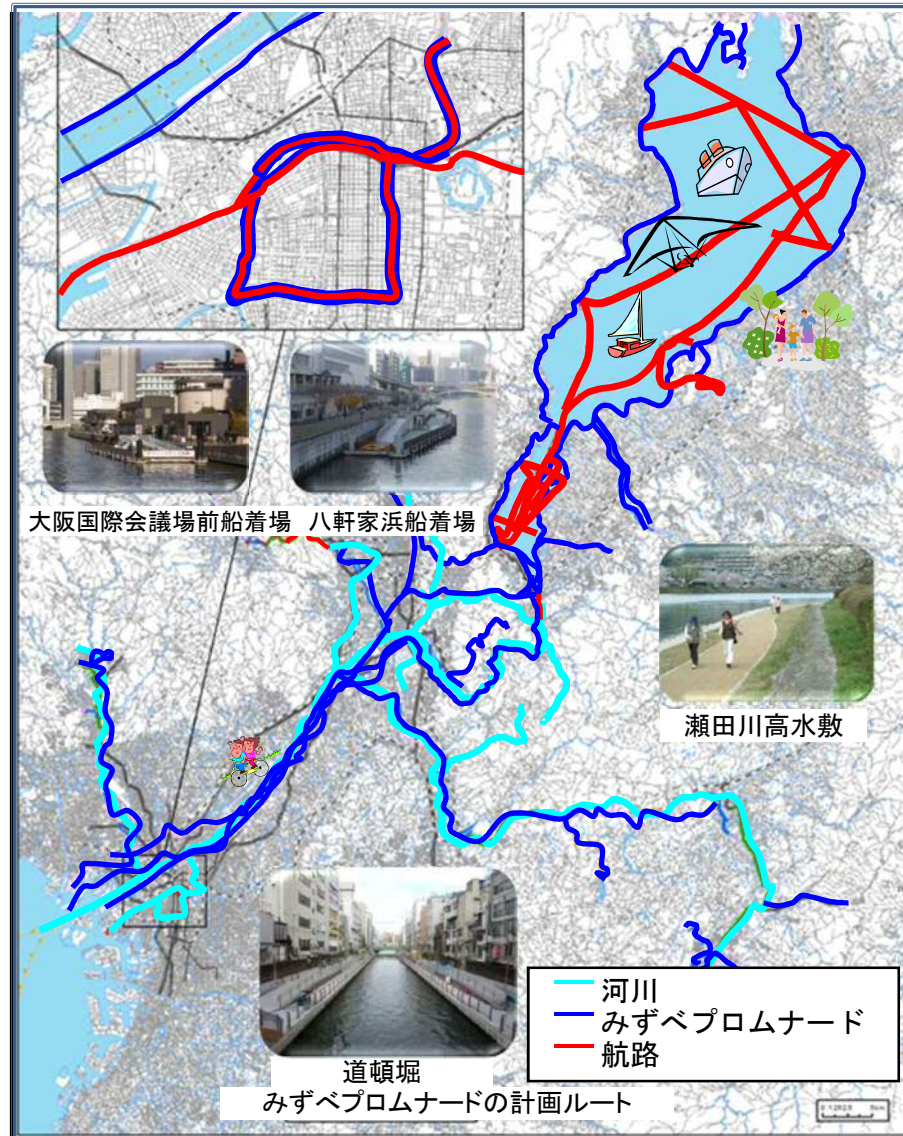 大阪国際会議場前船着場
八軒家浜船着場
瀬田川高水敷
河川
みずべプロムナード
航路
道頓堀
みずべプロムナードの計画ルート